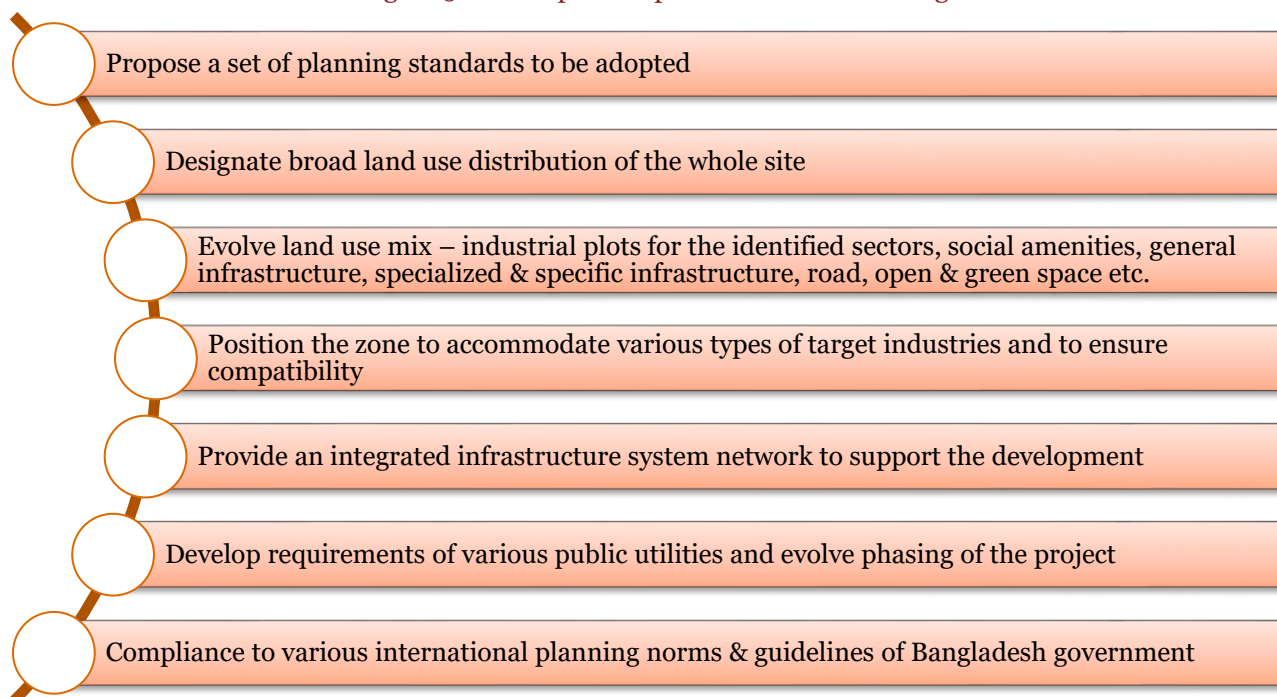 Propose a set of planning standards to be adopted
Designate broad land use distribution of the whole site
Evolve land use mix – industrial plots for the identified sectors, social amenities, general
infrastructure, specialized & specific infrastructure, road, open & green space etc.
Position the zone to accommodate various types of target industries and to ensure
compatibility
Provide an integrated infrastructure system network to support the development
Develop requirements of various public utilities and evolve phasing of the project
Compliance to various international planning norms & guidelines of Bangladesh government